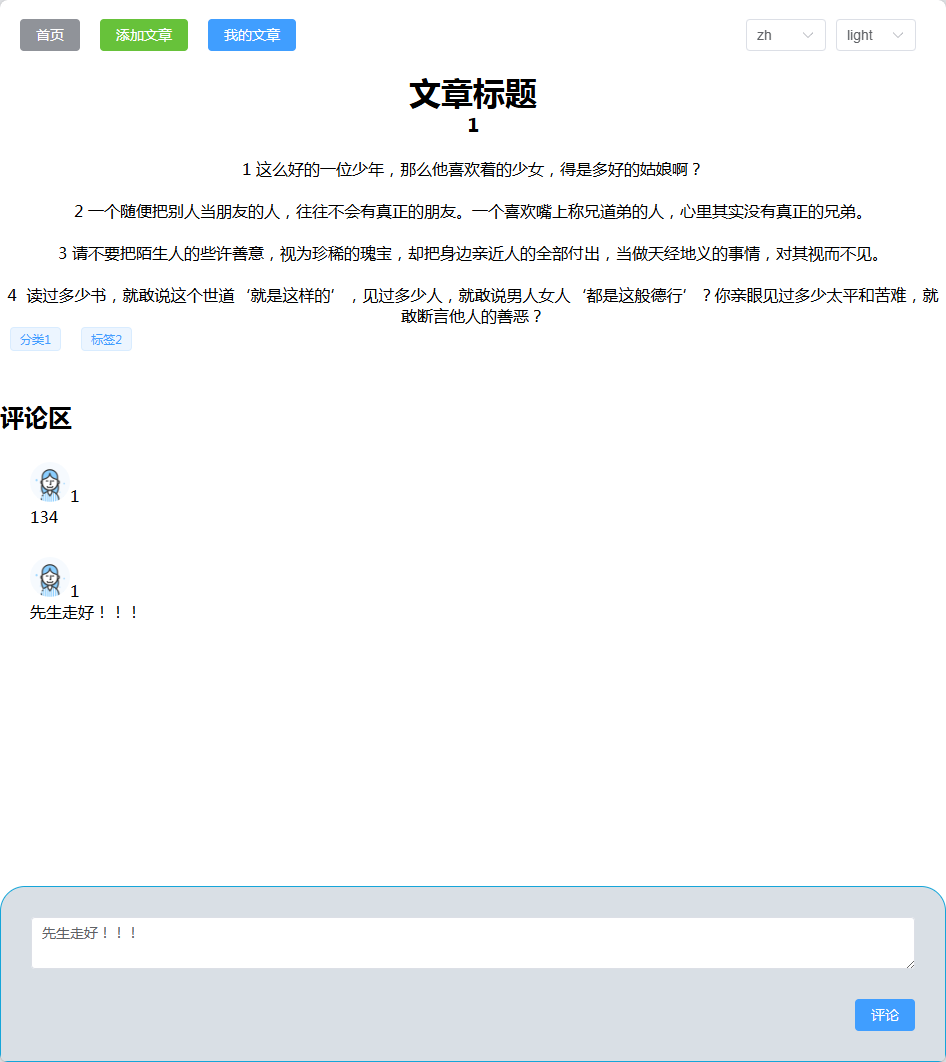 首页 添加文章 我的文章 zh light
文章标题
1
1 这么好的一位少年，那么他喜欢着的少女，得是多好的姑娘啊？
2 一个随便把别人当朋友的人，往往不会有真正的朋友。一个喜欢嘴上称兄道弟的人，心里其实没有真正的兄弟。
3 请不要把陌生人的些许善意，视为珍稀的瑰宝，却把身边亲近人的全部付出，当做天经地义的事情，对其视而不见。
4 读过多少书，就敢说这个世道‘就是这样的’，见过多少人，就敢说男人女人‘都是这般德行’？你亲眼见过多少太平和苦难，就
敢断言他人的善恶？
分类1 标签2
评论区
1
134
1
先生走好！！！
先生走好！！！
评论